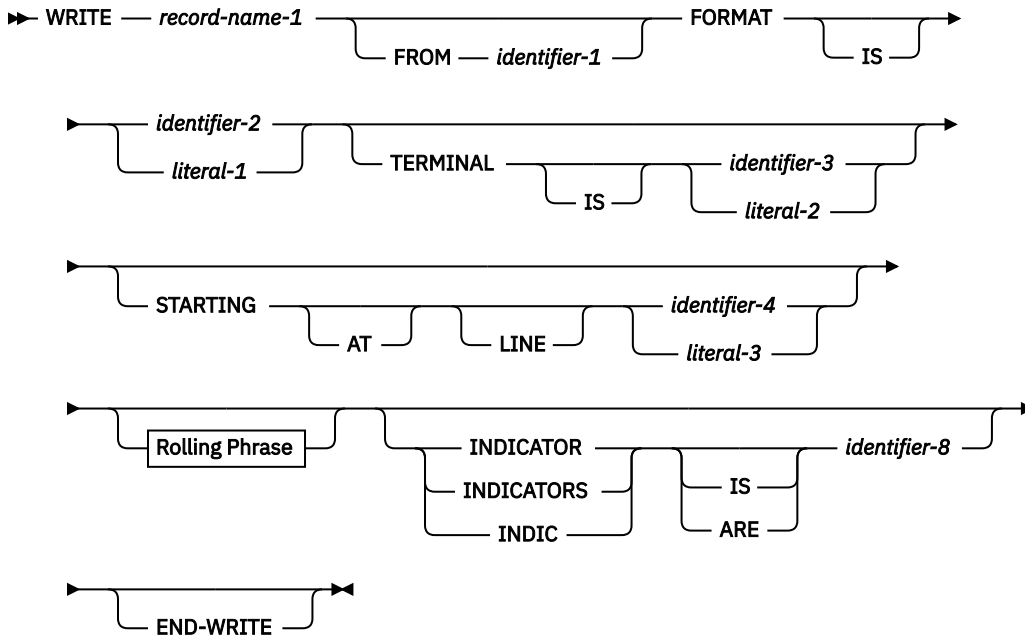 WRITE record-name-1 FORMAT
FROM identifier-1 IS
identifier-2
literal-1
TERMINAL identifier-3
IS literal-2
STARTING identifier-4
AT LINE literal-3
Rolling Phrase INDICATOR identifier-8
INDICATORS IS
INDIC ARE
END-WRITE